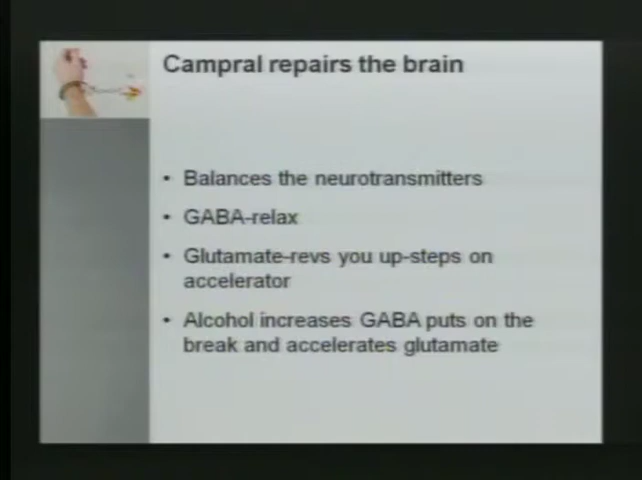 Campral repairs the brain
• Balances the neurotransmitters
• GABA-relax
• Glutamate-revs you up-steps on
accelerator
• Alcohol increases GABA puts on the
break and accelerates glutamate